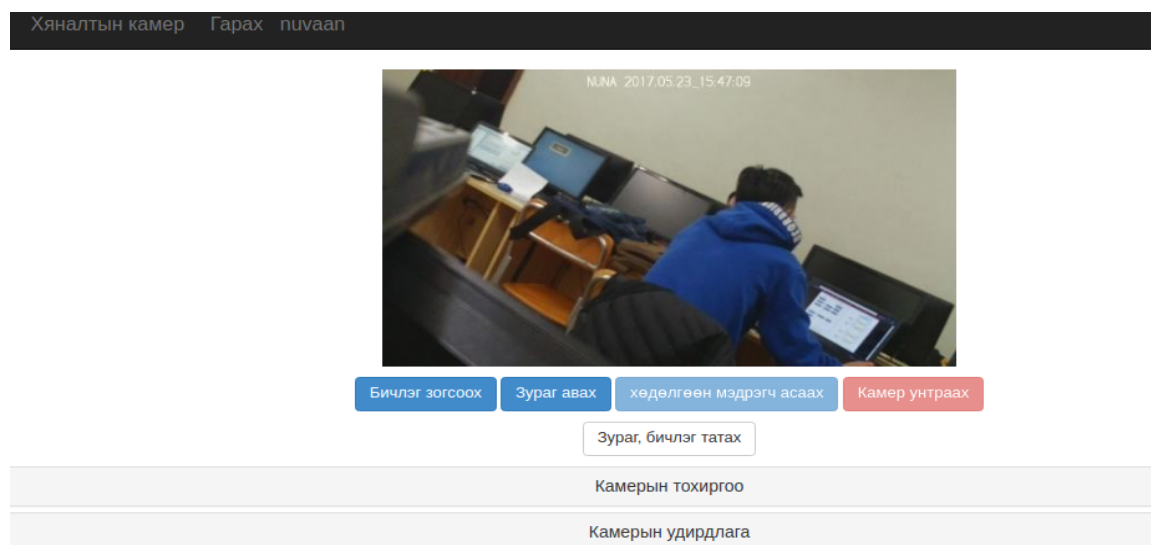 Хяналтын камер Гарах nuvaan
NUNA 2017.05.23_15:47:09
Бичлэг зогсоох Зураг авах хөдөлгөөн мэдрэгч асаах Камер унтраах
Зураг, бичлэг татах
Камерын тохиргоо
Камерын удирдлага